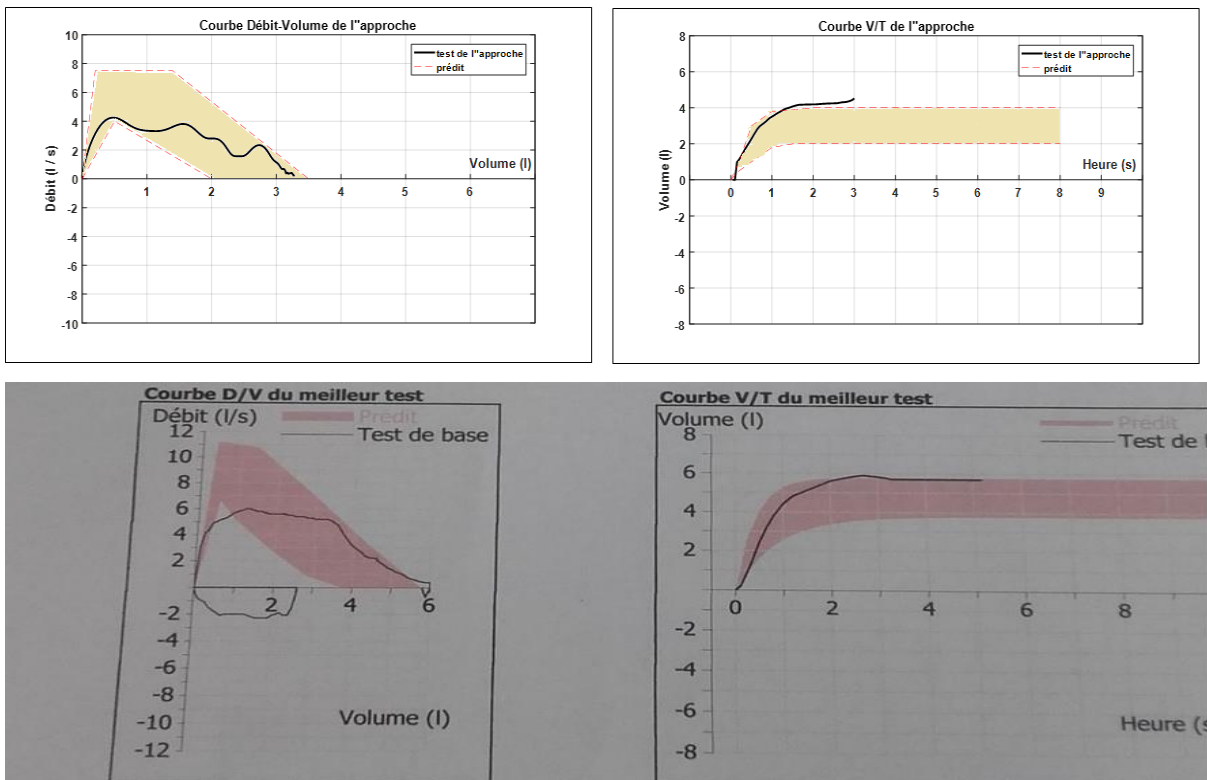 Courbe Débit-Volume de l''approche
test de l''approche
prédit
Débit (l / s)
10
8
6
4
2
0
-2
-4
-6
-8
-10
1 2 3 4 5 6
Volume (l)
Courbe V/T de l''approche
test de l''approche
prédit
Volume (l)
8
6
4
2
0
-2
-4
-6
-8
0 1 2 3 4 5 6 7 8 9
Heure (s)
Courbe D/V du meilleur test
Débit (l/s)
Prédit
Test de base
12
10
8
6
4
2
-2
-4
-6
-8
-10
-12
2 4 6
Volume (l)
Courbe V/T du meilleur test
Volume (l)
Prédit
Test de
8
6
4
2
-2
-4
-6
-8
0 2 4 6 8
Heure (s